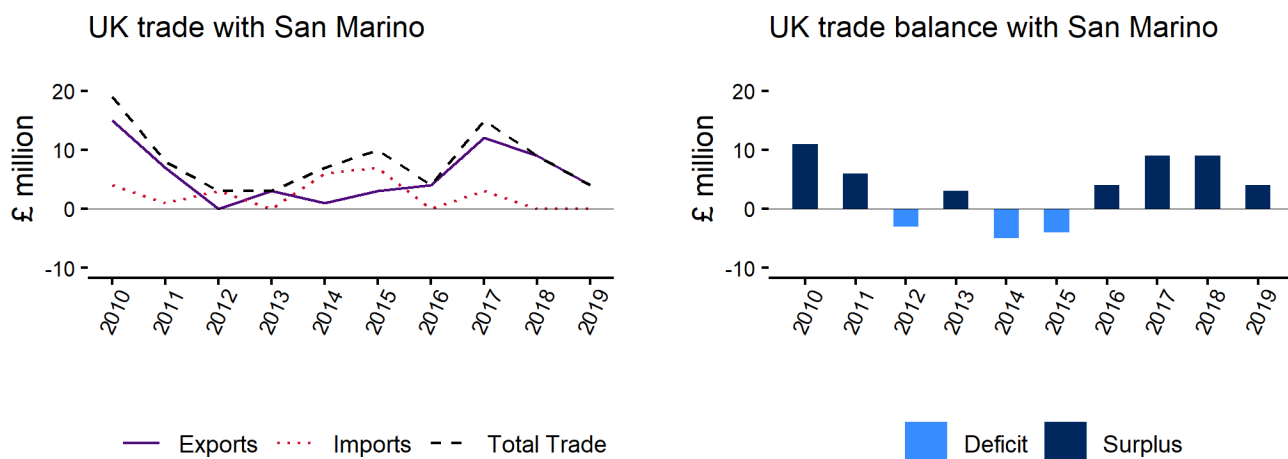 UK trade with San Marino
£ million
20
10
0
-10
2010 2011 2012 2013 2014 2015 2016 2017 2018 2019
Exports Imports Total Trade
UK trade balance with San Marino
£ million
20
10
0
-10
2010 2011 2012 2013 2014 2015 2016 2017 2018 2019
Deficit Surplus